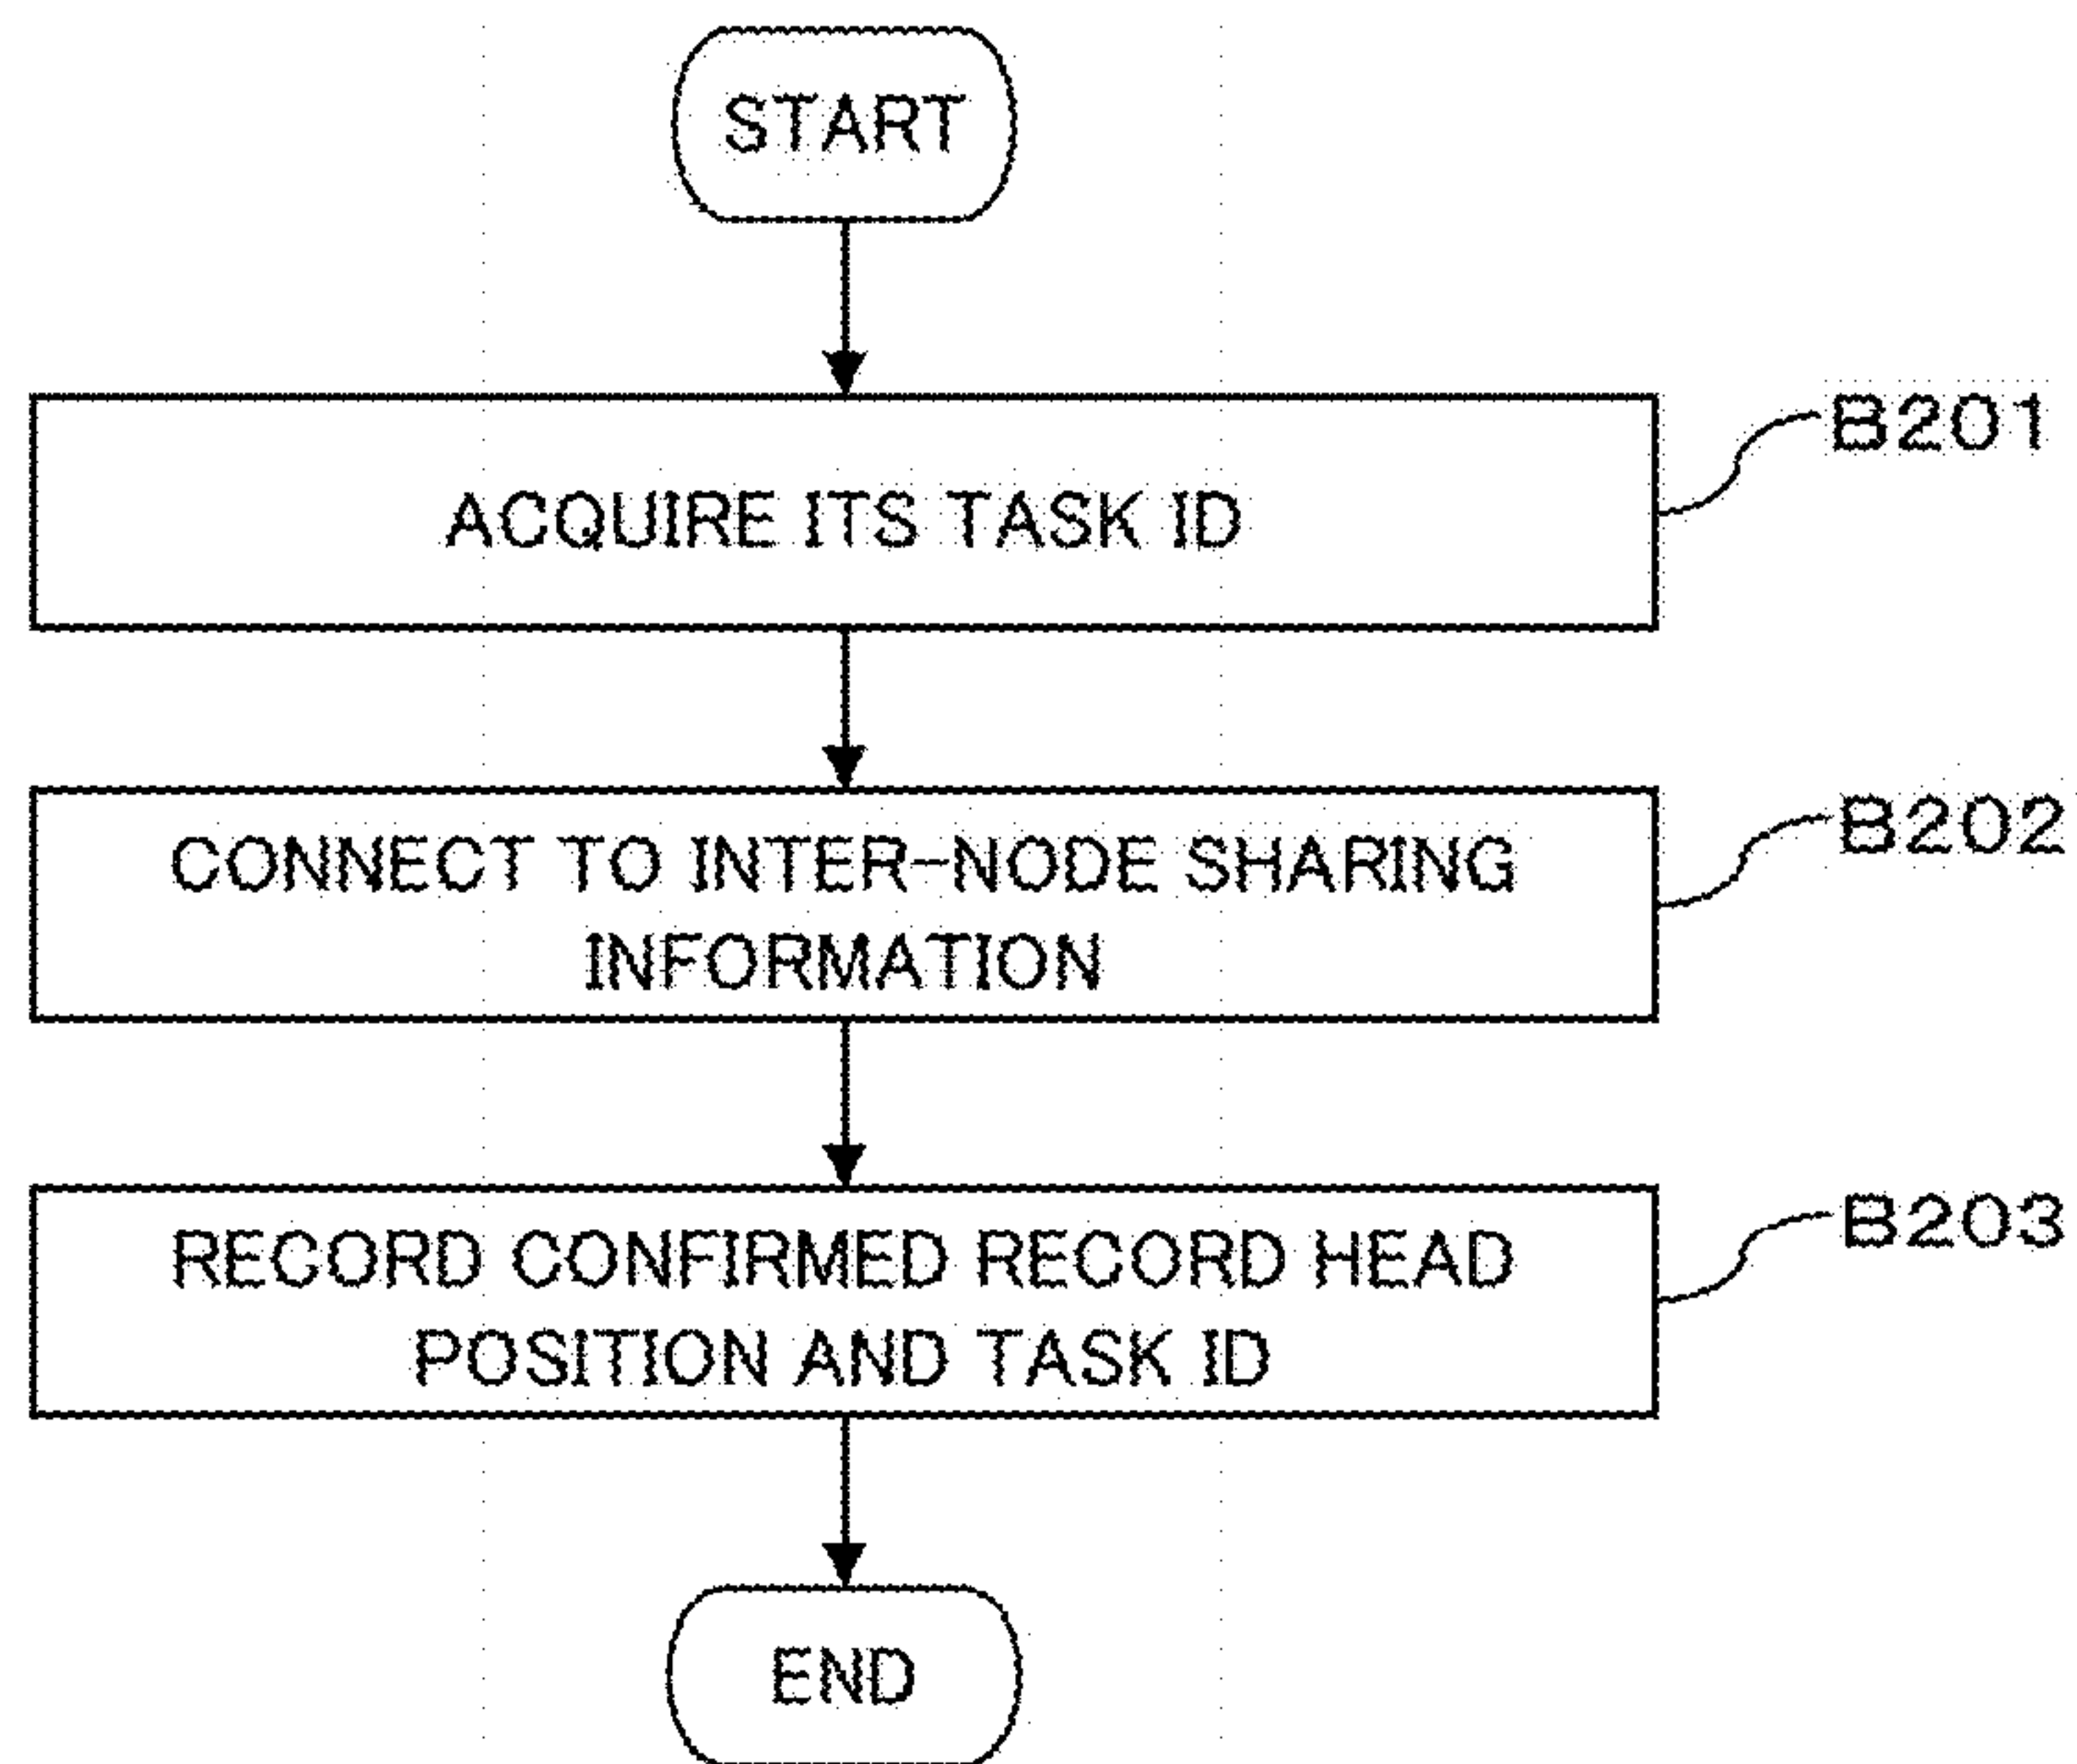 START
B201
ACQUIRE ITS TASK ID
B202
CONNECT TO INTER-NODE SHARING
INFORMATION
B203
RECORD CONFIRMED RECORD HEAD
POSITION AND TASK ID
END